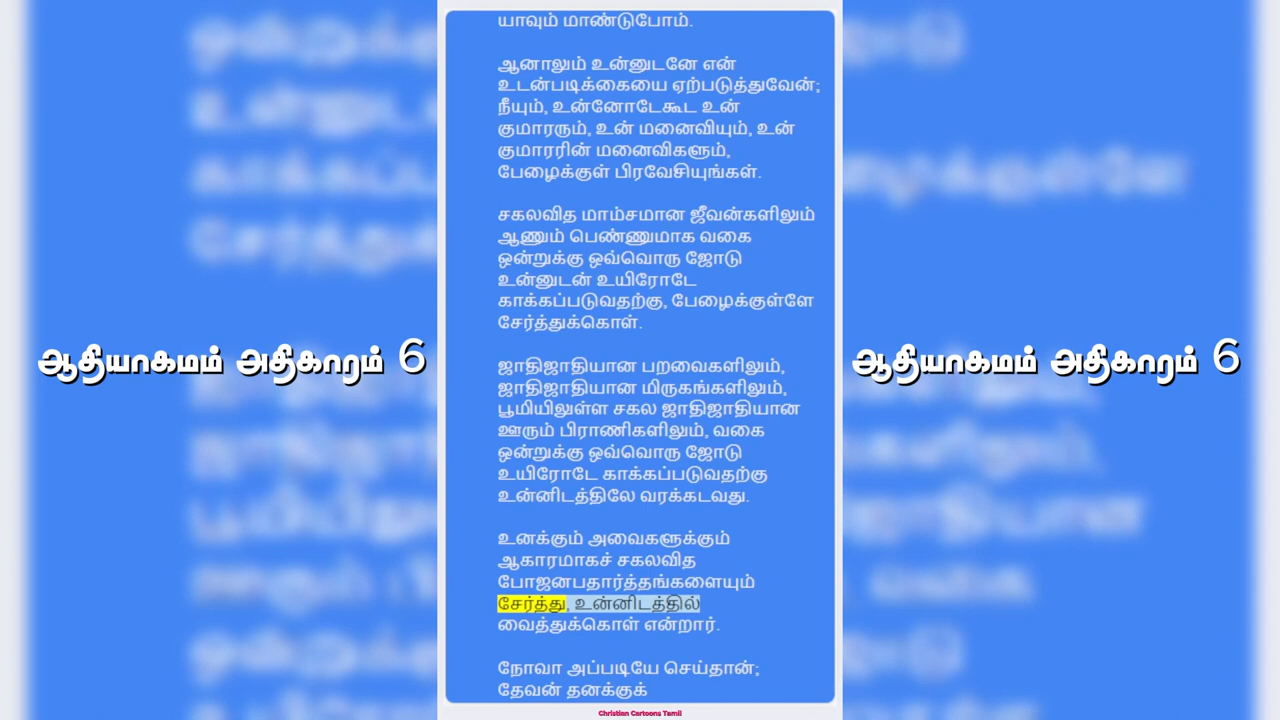 யாவும் மாண்டுபோம்.
ஆனாலும் உன்னுடனே என்
உடன்படிக்கையை ஏற்படுத்துவேன்;
நீயும், உன்னோடேகூட உன்
குமாரரும், உன் மனைவியும், உன்
குமாரரின் மனைவிகளும்,
பேழைக்குள் பிரவேசியுங்கள்.
சகலவித மாம்சமான ஜீவன்களிலும்
ஆணும் பெண்ணுமாக வகை
ஒன்றுக்கு ஒவ்வொரு ஜோடு
உன்னுடன் உயிரோடே
காக்கப்படுவதற்கு, பேழைக்குள்ளே
சேர்த்துக்கொள்.
ஜாதிஜாதியான பறவைகளிலும்,
ஜாதிஜாதியான மிருகங்களிலும்,
பூமியிலுள்ள சகல ஜாதிஜாதியான
ஊரும் பிராணிகளிலும், வகை
ஒன்றுக்கு ஒவ்வொரு ஜோடு
உயிரோடே காக்கப்படுவதற்கு
உன்னிடத்திலே வரக்கடவது.
உனக்கும் அவைகளுக்கும்
ஆகாரமாகச் சகலவித
போஜனபதார்த்தங்களையும்
சேர்த்து, உன்னிடத்தில்
வைத்துக்கொள் என்றார்.
நோவா அப்படியே செய்தான்;
தேவன் தனக்குக்
ஆதியாகமம் அதிகாரம் 6
ஆதியாகமம் அதிகாரம் 6
Christian Cartoons Tamil